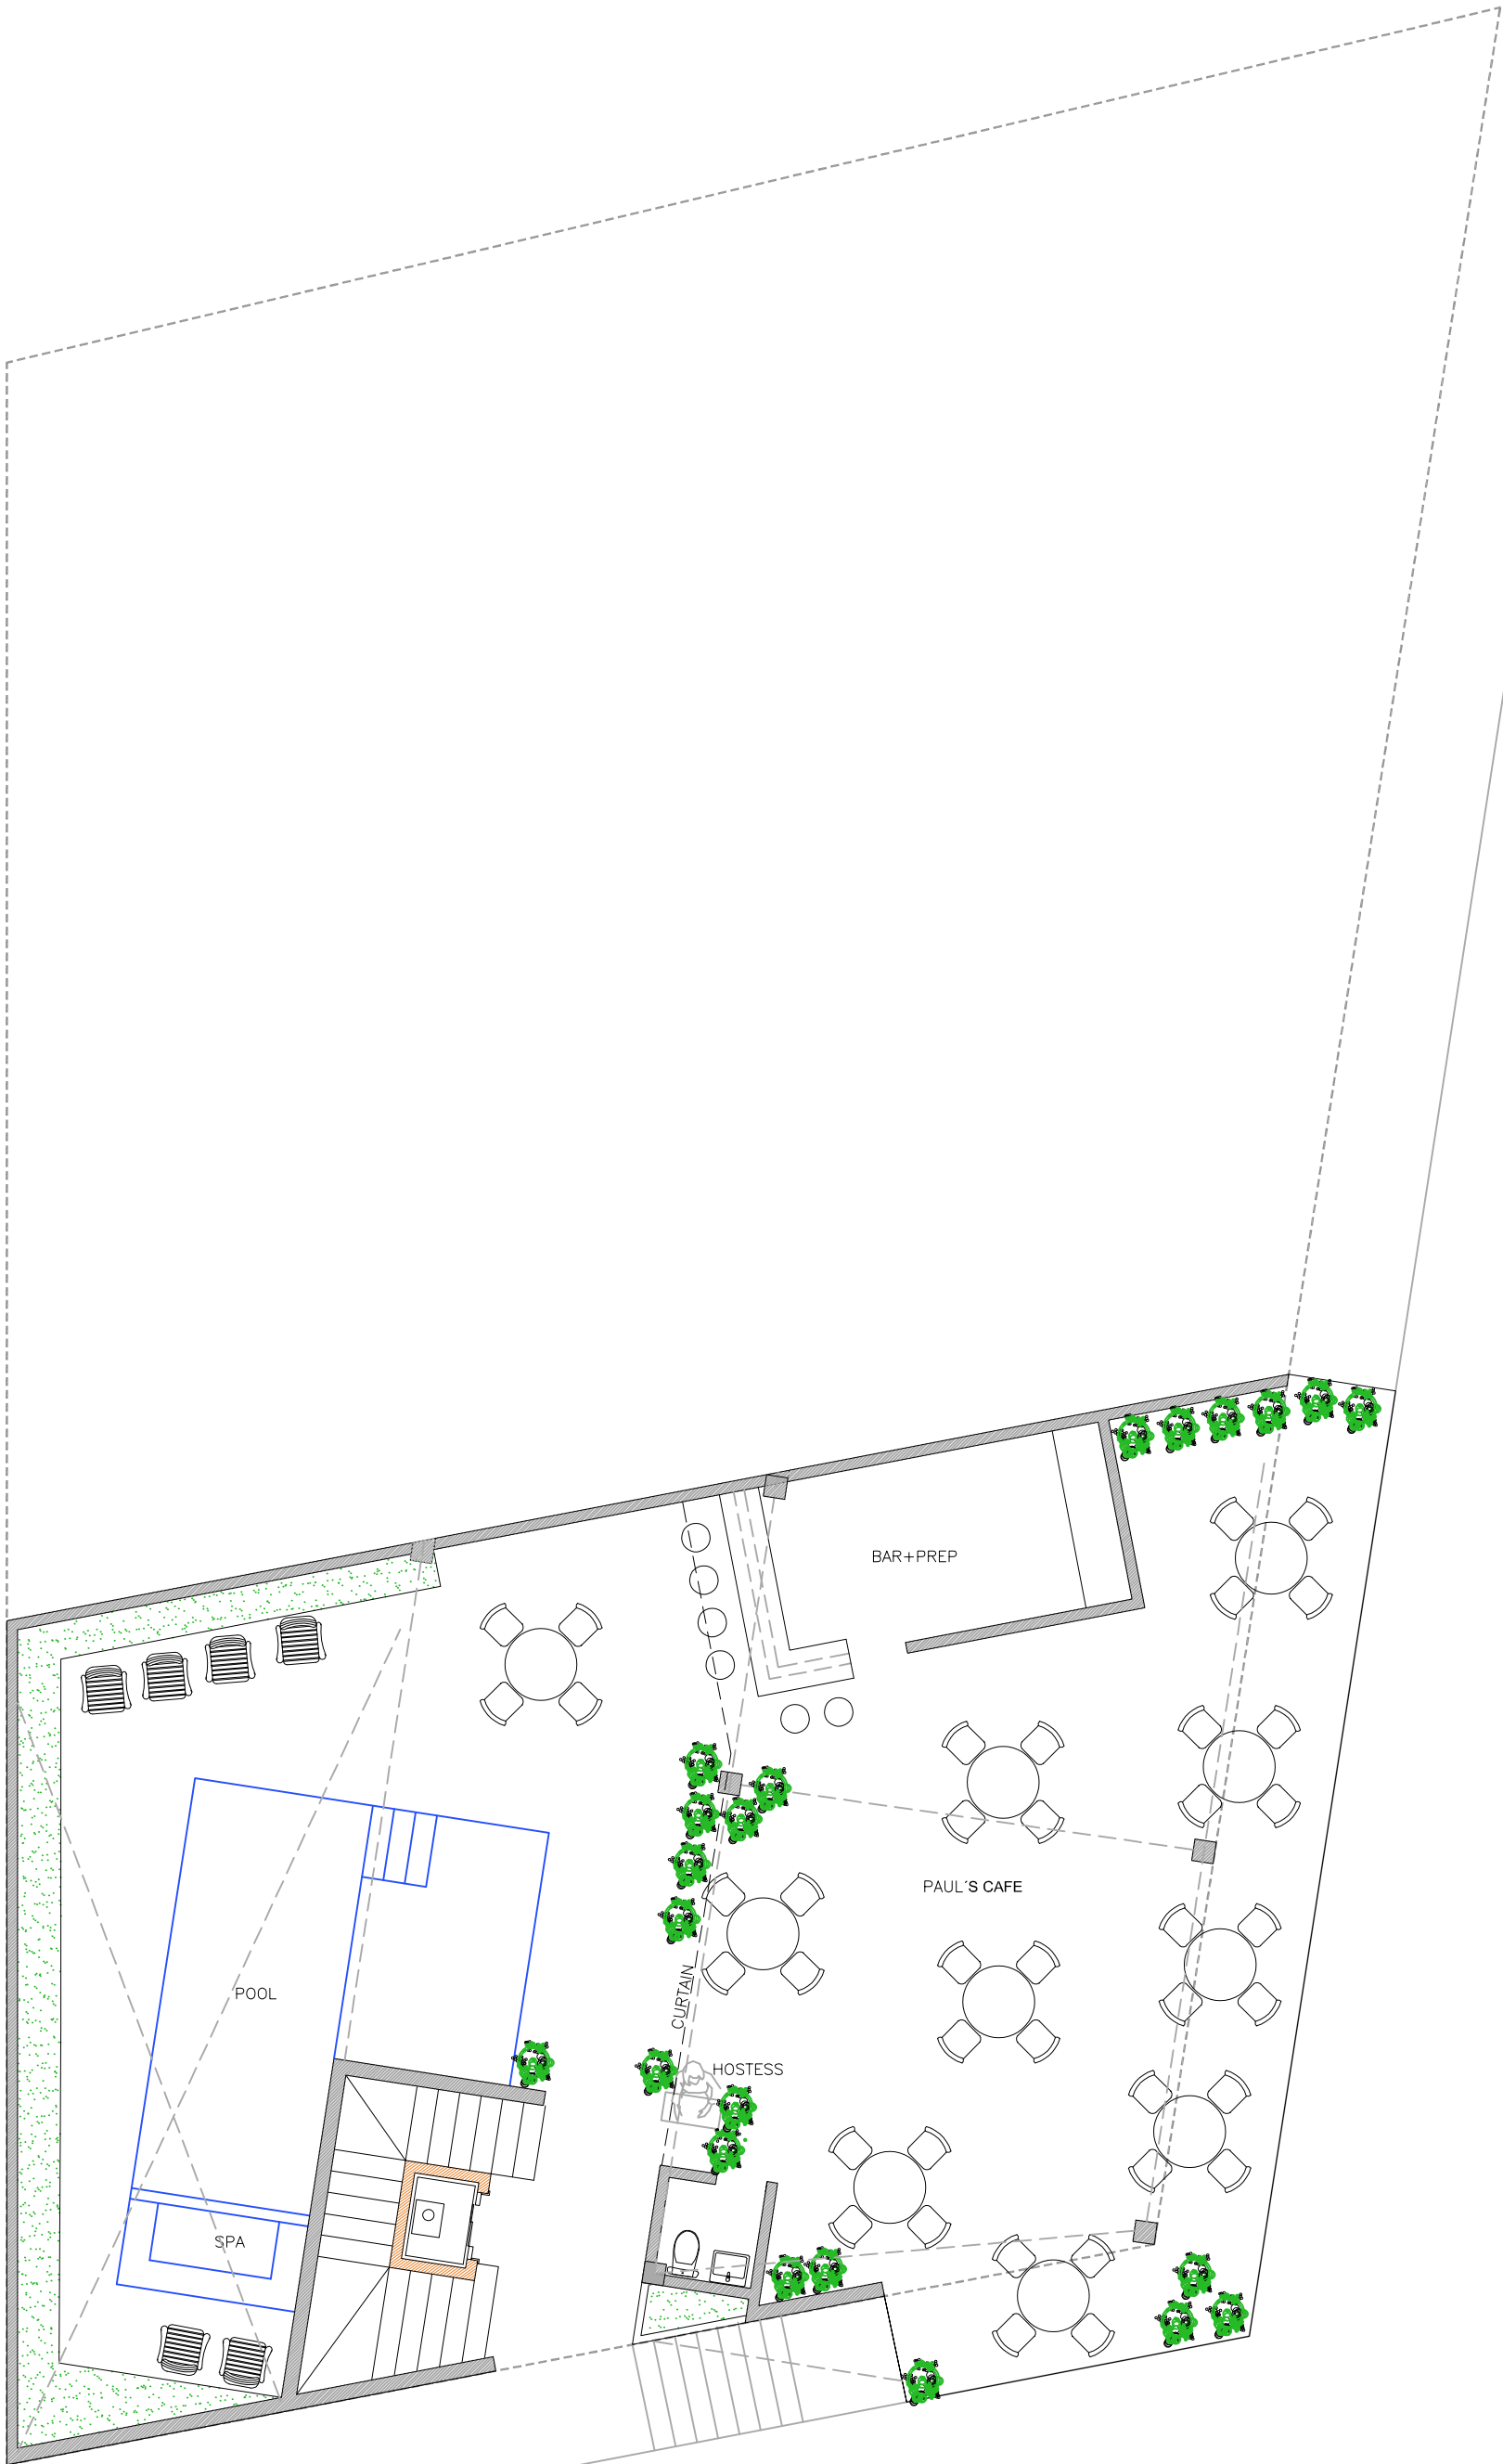 BAR+PREP
PAUL´S CAFE
CURTAIN
POOL
HOSTESS
SPA